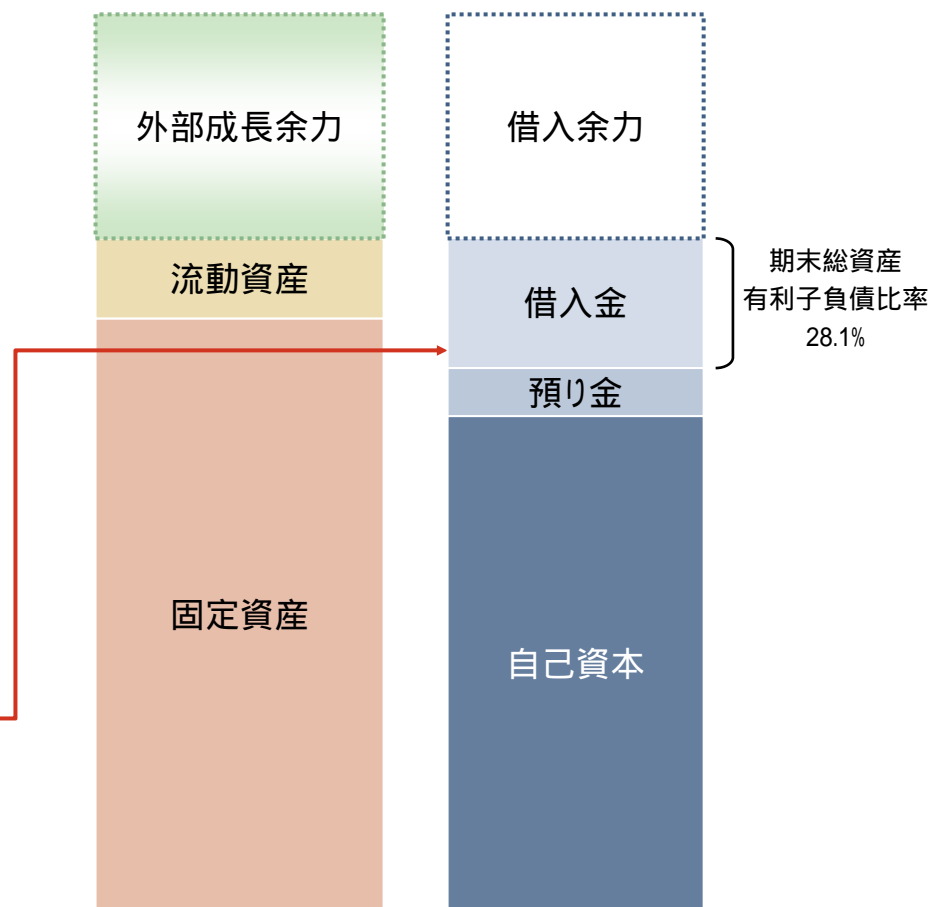 外部成長余力
流動資産
固定資産
借入余力
借入金
預り金
自己資本
期末総資産
有利子負債比率
28.1%